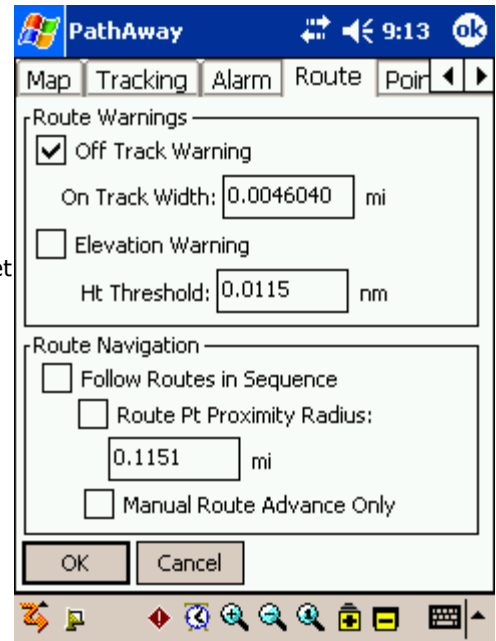 PathAway 9:13 ok
Map Tracking Alarm Route Poin
Route Warnings
Off Track Warning
On Track Width: 0.0046040 mi
Elevation Warning
et
Ht Threshold: 0.0115 nm
Route Navigation
Follow Routes in Sequence
Route Pt Proximity Radius:
0.1151 mi
Manual Route Advance Only
OK Cancel